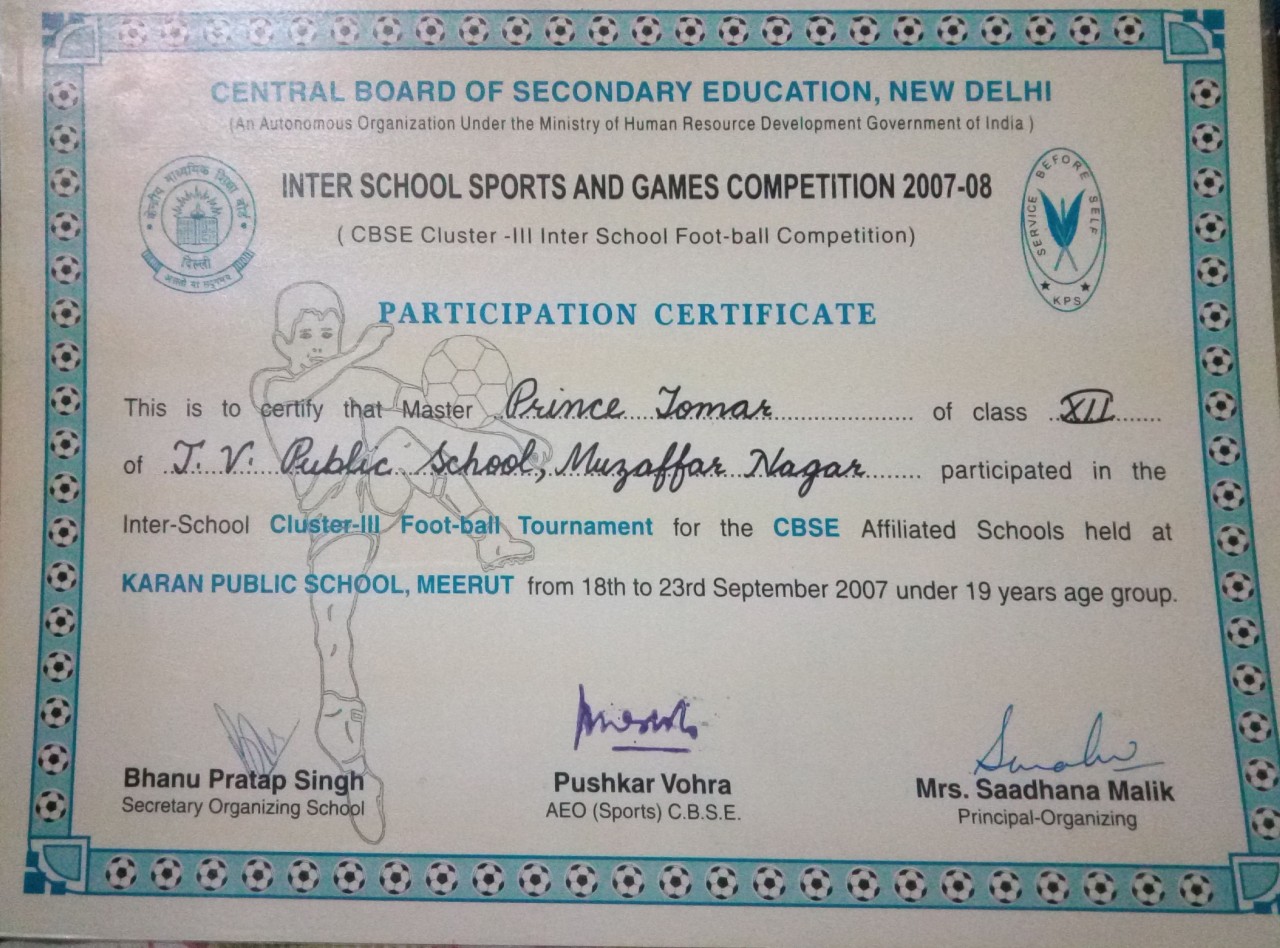 CENTRAL BOARD OF SECONDARY EDUCATION, NEW DELHI
(An Autonomous Organization Under the Ministry of Human Resource Development Government of India )
केन्द्रीय माध्यमिक शिक्षा बोर्ड
दिल्ली
असतो मा सद्गमय
INTER SCHOOL SPORTS AND GAMES COMPETITION 2007-08
SERVICE BEFORE SELF
KPS
( CBSE Cluster -III Inter School Foot-ball Competition)
PARTICIPATION CERTIFICATE
This is to certify that Master Prince Tomar of class XII
of J. V. Public School, Muzaffar Nagar participated in the
Inter-School Cluster-III Foot-ball Tournament for the CBSE Affiliated Schools held at
KARAN PUBLIC SCHOOL, MEERUT from 18th to 23rd September 2007 under 19 years age group.
Bhanu Pratap Singh
Secretary Organizing School
Pushkar Vohra
AEO (Sports) C.B.S.E.
Mrs. Saadhana Malik
Principal-Organizing